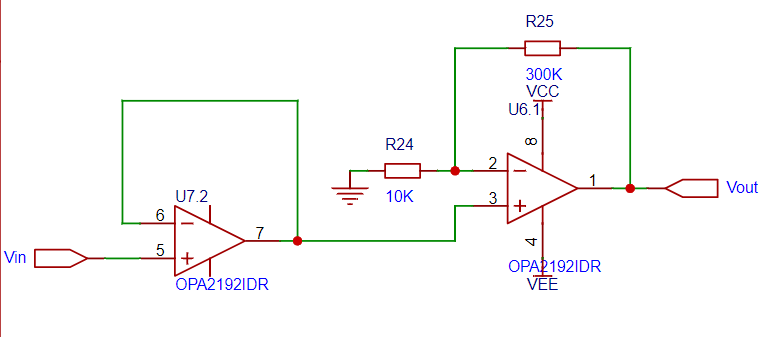 R25
300K
VCC
U6.1
8
R24
2
1
Vout
10K
3
U7.2
6
7
4
Vin
5
OPA2192IDR
OPA2192IDR
VEE